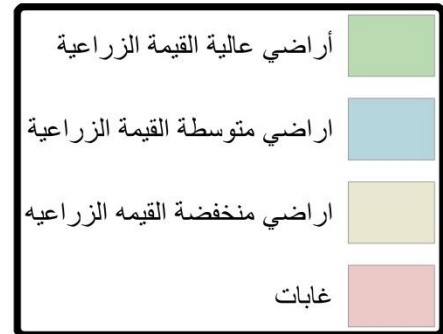 أراضي عالية القيمة الزراعية
اراضي متوسطة القيمة الزراعية
اراضي منخفضة القيمه الزراعيه
غابات